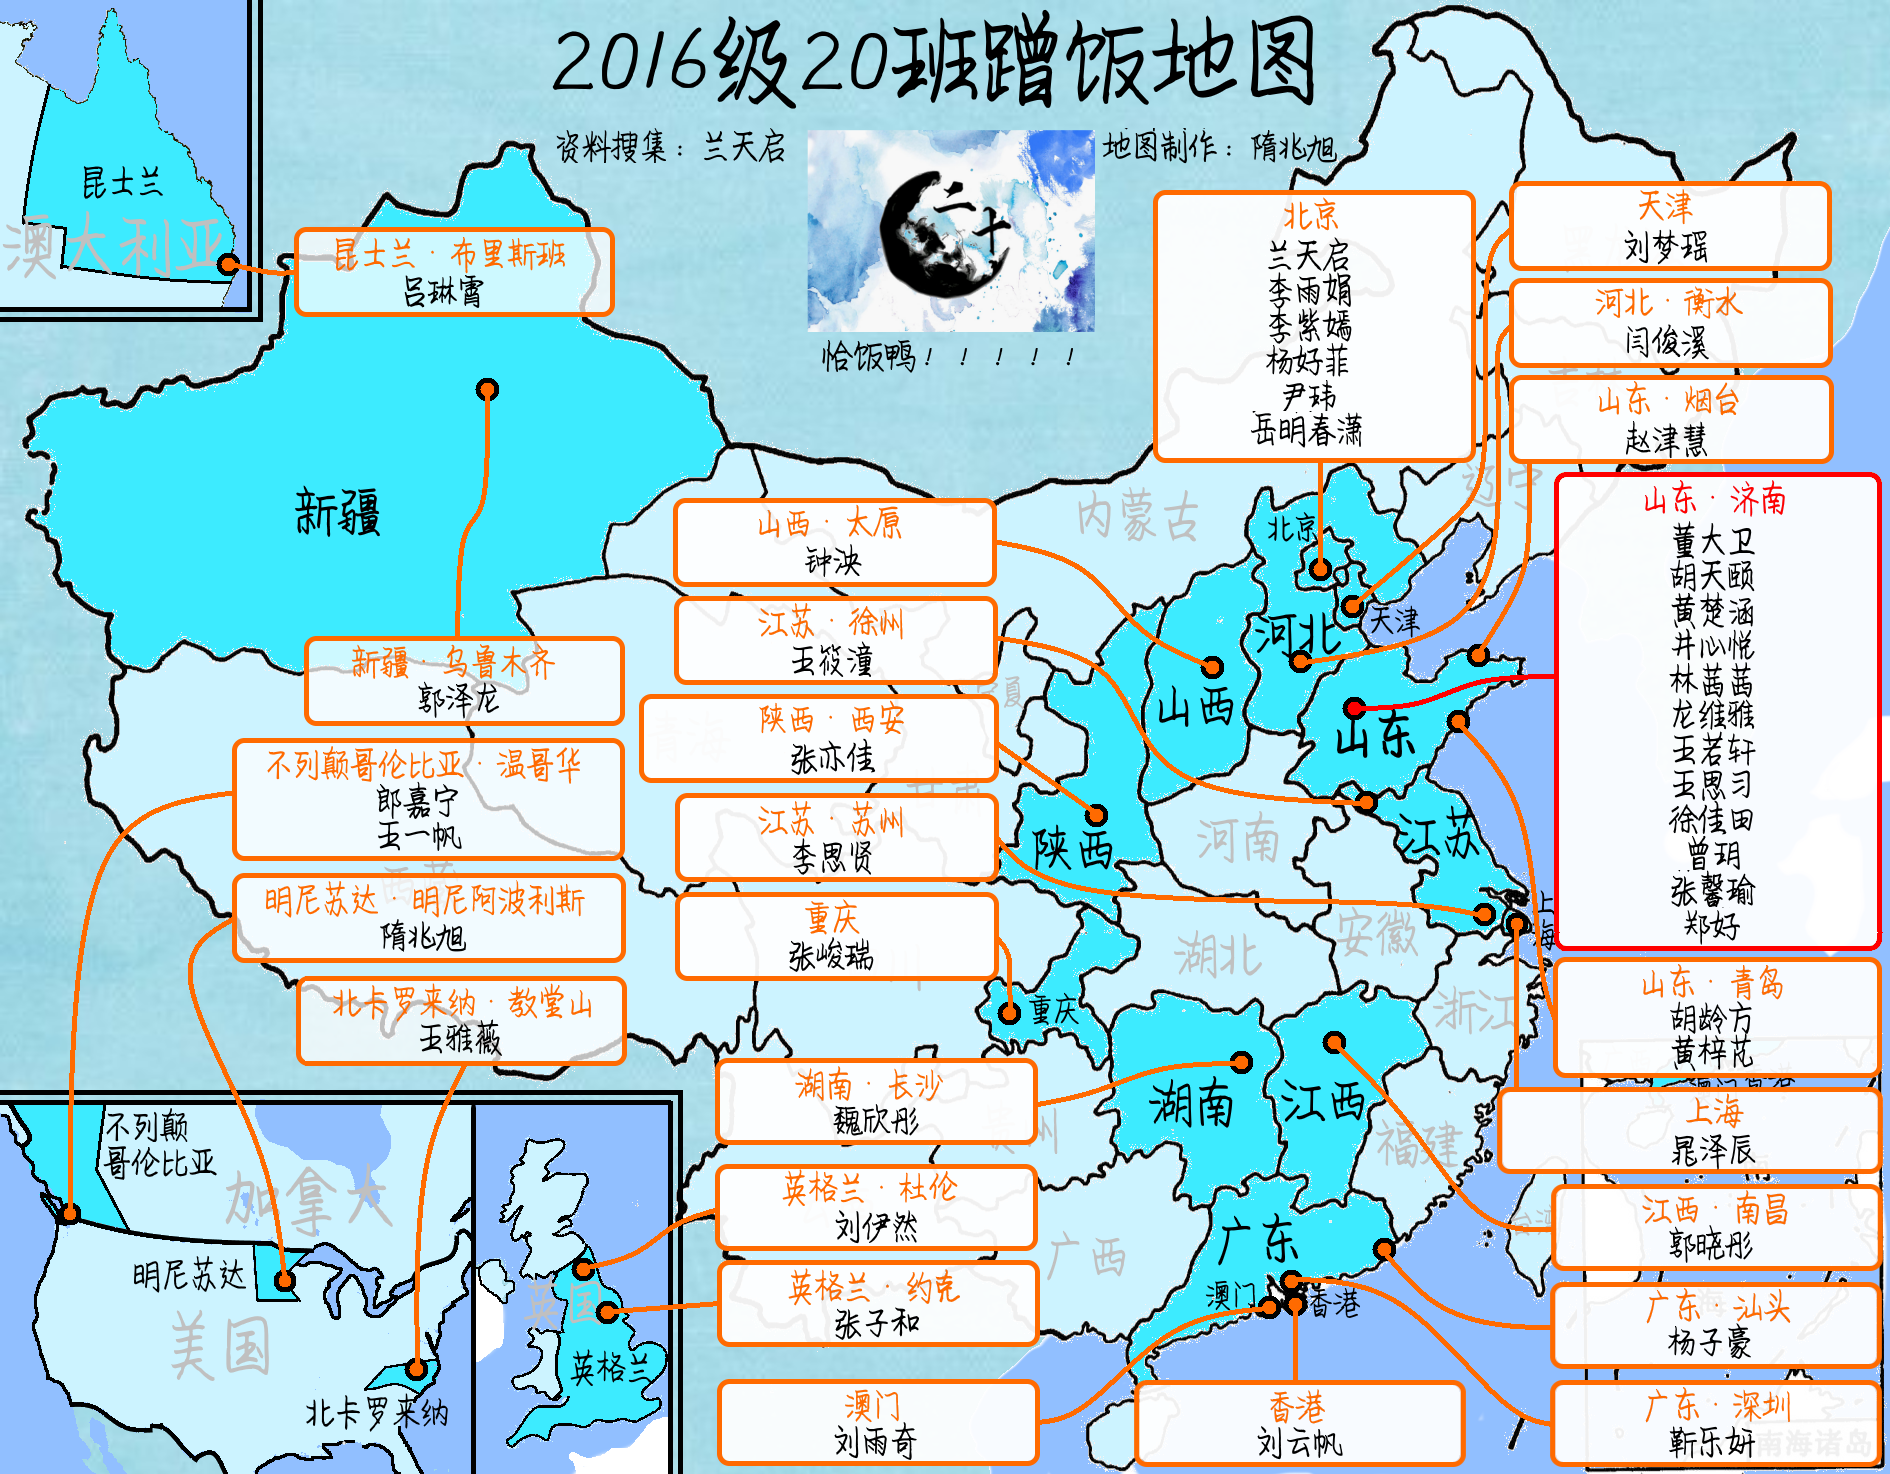 2016级20班蹭饭地图
资料搜集：兰天启
地图制作：隋兆旭
二十
恰饭鸭！！！！！
昆士兰
澳大利亚
昆士兰·布里斯班
吕琳霄
北京
兰天启
李雨娟
李紫嫣
杨好菲
尹玮
岳明春潇
天津
刘梦瑶
河北·衡水
闫俊溪
山东·烟台
赵津慧
山东·济南
董大卫
胡天颐
黄楚涵
井心悦
林茜茜
龙维雅
王若轩
王思习
徐佳田
曾玥
张馨瑜
郑好
山东·青岛
胡龄方
黄梓芃
上海
晁泽辰
江西·南昌
郭晓彤
广东·汕头
杨子豪
广东·深圳
靳乐妍
香港
刘云帆
澳门
刘雨奇
山西·太原
钟泱
江苏·徐州
王筱潼
陕西·西安
张亦佳
江苏·苏州
李思贤
重庆
张峻瑞
湖南·长沙
魏欣彤
英格兰·杜伦
刘伊然
英格兰·约克
张子和
新疆·乌鲁木齐
郭泽龙
不列颠哥伦比亚·温哥华
郎嘉宁
王一帆
明尼苏达·明尼阿波利斯
隋兆旭
北卡罗来纳·教堂山
王雅薇
新疆
内蒙古
辽宁
北京
天津
河北
山西
山东
宁夏
青海
甘肃
陕西
河南
江苏
上海
安徽
湖北
重庆
西藏
川
浙江
湖南
江西
贵州
福建
台湾
广东
广西
澳门
香港
南海诸岛
不列颠
哥伦比亚
加拿大
明尼苏达
美国
北卡罗来纳
英国
英格兰